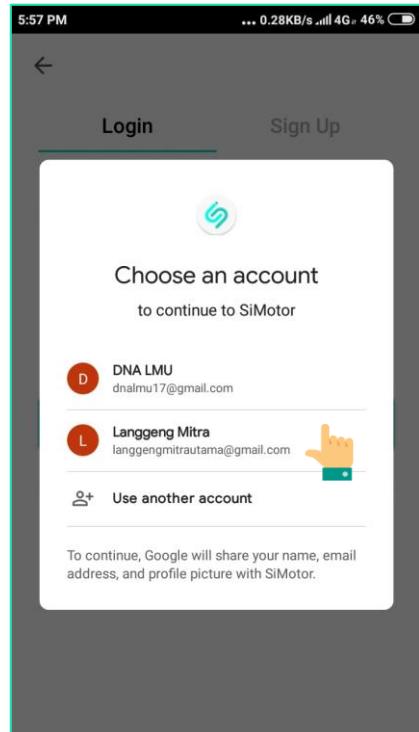 5:57 PM ... 0.28KB/s 4G 46%
Login Sign Up
Choose an account
to continue to SiMotor
D DNA LMU
dnalmu17@gmail.com
L Langgeng Mitra
langgengmitrautama@gmail.com
Use another account
To continue, Google will share your name, email
address, and profile picture with SiMotor.